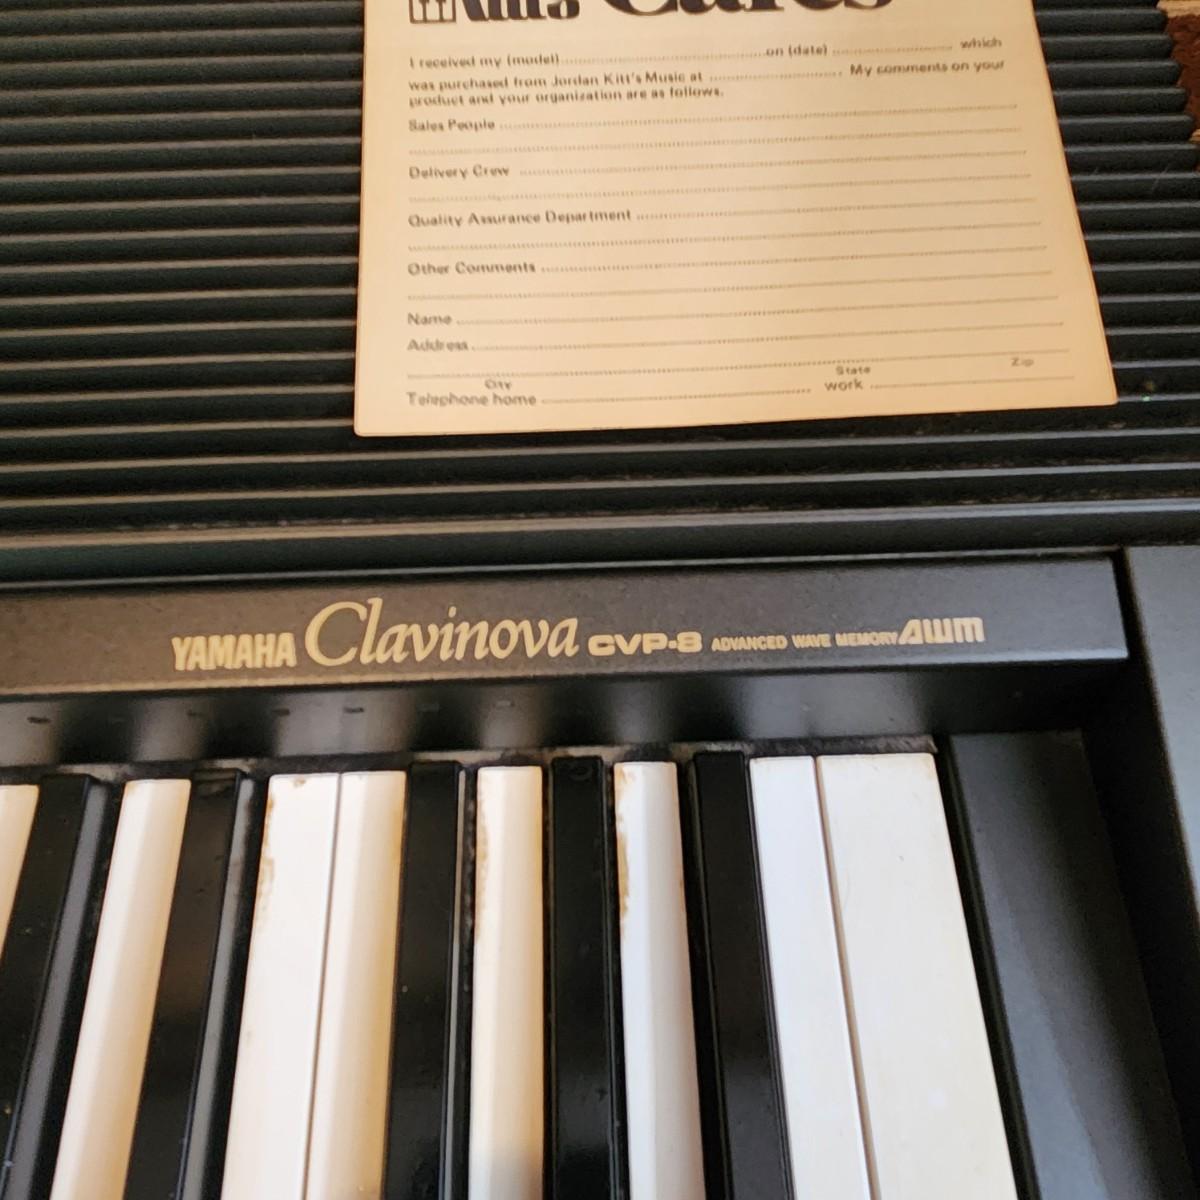 Kitt's Cares
I received my (model)..............................on (date) .................. which
was purchased from Jordan Kitt's Music at .................... My comments on your
product and your organization are as follows.
Sales People
Delivery Crew
Quality Assurance Department
Other Comments
Name
Address
City State Zip
Telephone home work
YAMAHA Clavinova CVP-8 ADVANCED WAVE MEMORY AWM